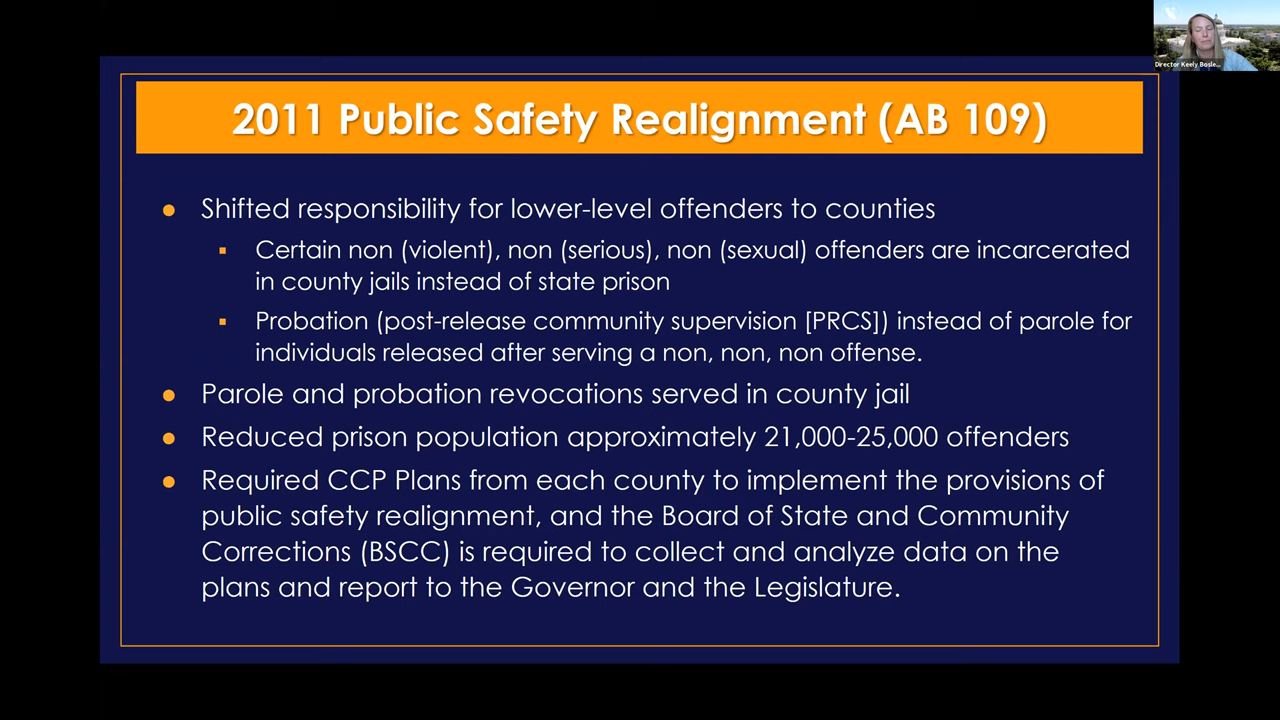 Director Keely Bosle...
2011 Public Safety Realignment (AB 109)
● Shifted responsibility for lower-level offenders to counties
▪ Certain non (violent), non (serious), non (sexual) offenders are incarcerated
in county jails instead of state prison
▪ Probation (post-release community supervision [PRCS]) instead of parole for
individuals released after serving a non, non, non offense.
● Parole and probation revocations served in county jail
● Reduced prison population approximately 21,000-25,000 offenders
● Required CCP Plans from each county to implement the provisions of
public safety realignment, and the Board of State and Community
Corrections (BSCC) is required to collect and analyze data on the
plans and report to the Governor and the Legislature.